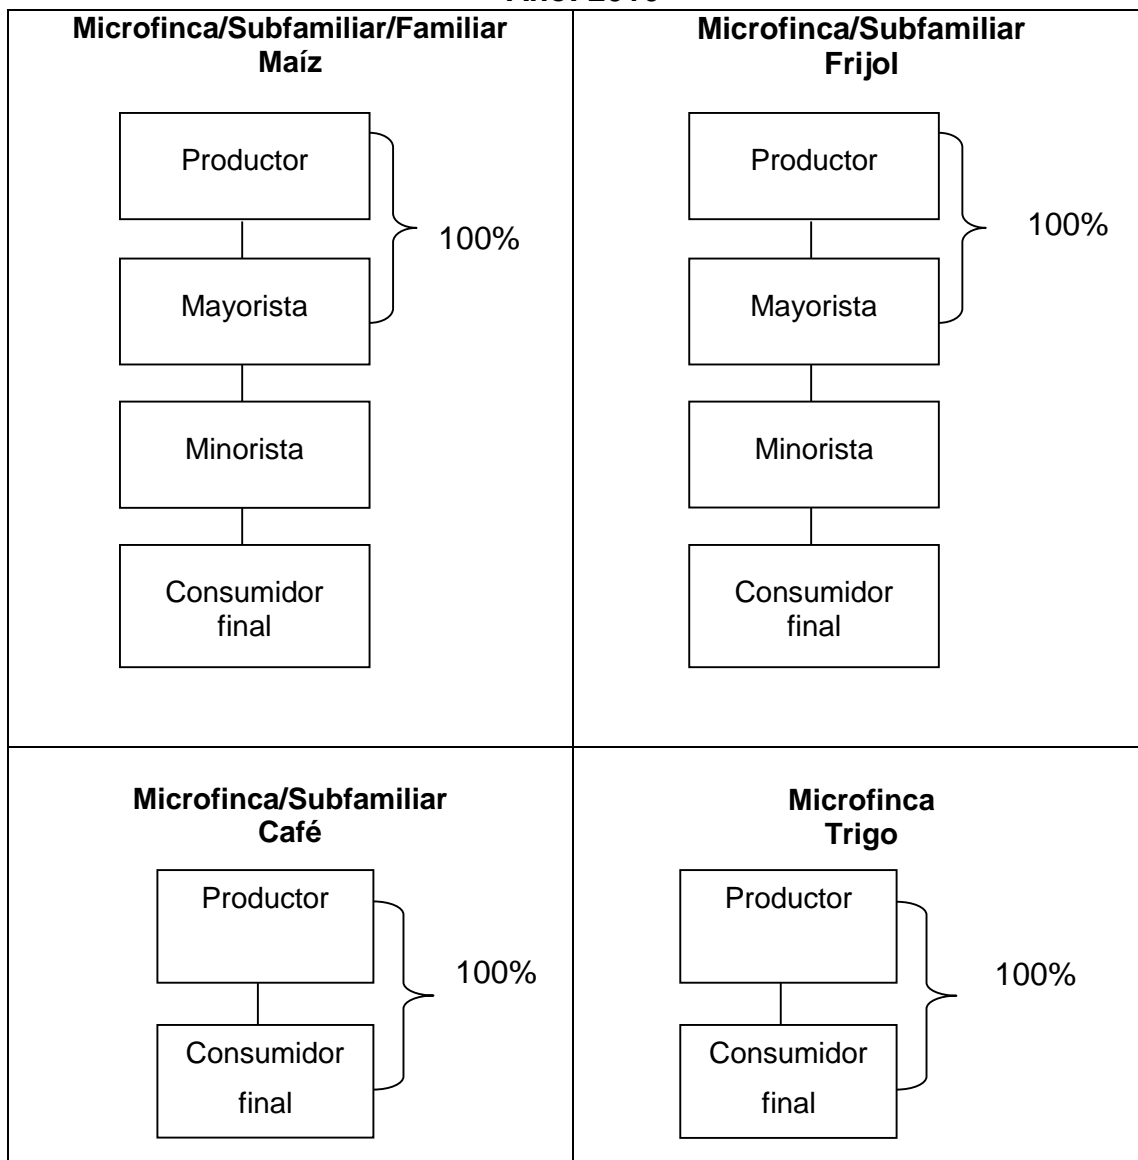 Microfinca/Subfamiliar/Familiar
Maíz
Productor
100%
Mayorista
Minorista
Consumidor
final
Microfinca/Subfamiliar
Frijol
Productor
100%
Mayorista
Minorista
Consumidor
final
Microfinca/Subfamiliar
Café
Productor
100%
Consumidor
final
Microfinca
Trigo
Productor
100%
Consumidor
final